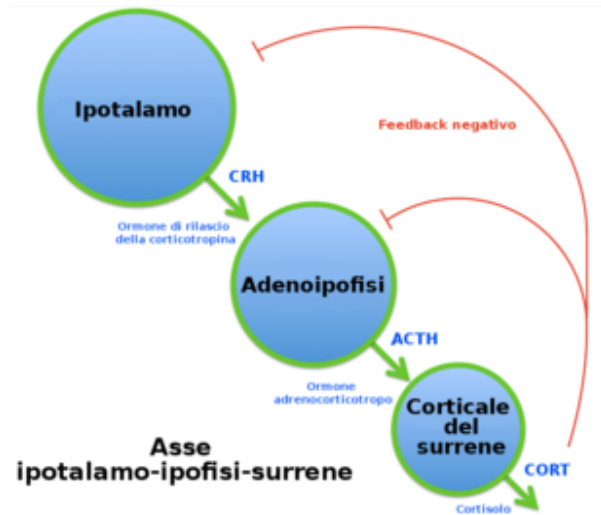 Ipotalamo
Feedback negativo
CRH
Ormone di rilascio
della corticotropina
Adenoipofisi
ACTH
Ormone
adrenocorticotropo
Corticale
del
surrene
Asse
ipotalamo-ipofisi-surrene
CORT
Cortisolo